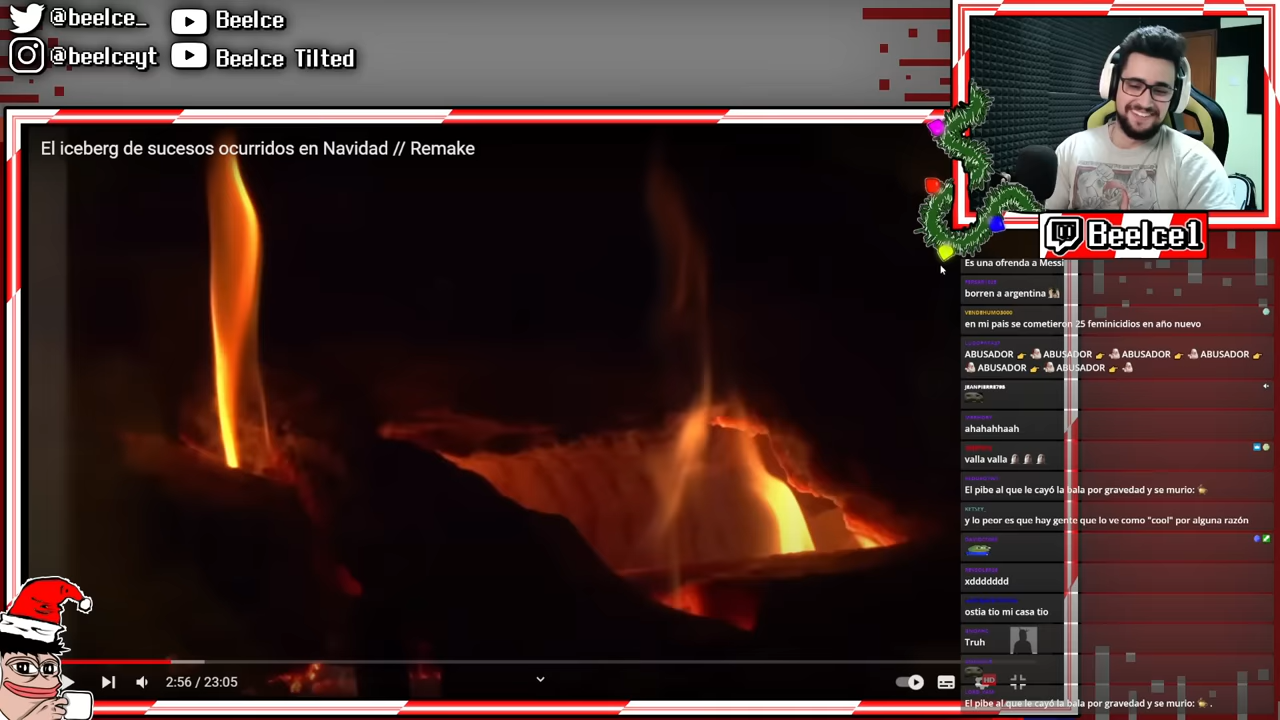 @beelce_
Beelce
@beelceyt
Beelce Tilted
El iceberg de sucesos ocurridos en Navidad // Remake
Beelce1
Es una ofrenda a Messi
borren a argentina
VENDEHUMO3000
en mi pais se cometieron 25 feminicidios en año nuevo
ABUSADOR ABUSADOR ABUSADOR ABUSADOR
ABUSADOR ABUSADOR
JEANPIERRE795
ahahahhaah
valla valla
El pibe al que le cayó la bala por gravedad y se murio:
y lo peor es que hay gente que lo ve como "cool" por alguna razón
xddddddd
ostia tio mi casa tio
Truh
El pibe al que le cayó la bala por gravedad y se murio: .
2:56 / 23:05
HD